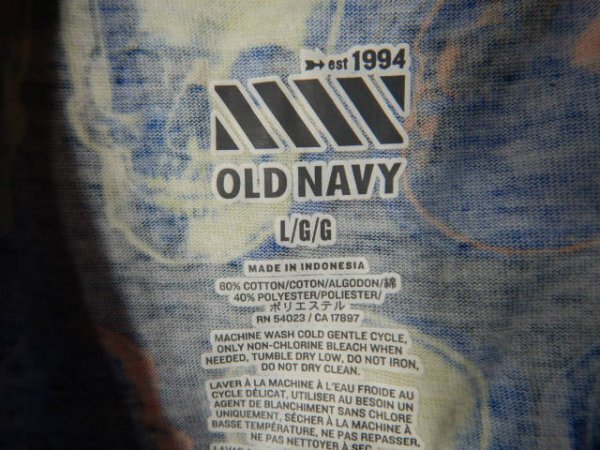 est 1994
OLD NAVY
L/G/G
MADE IN INDONESIA
60% COTTON/COTON/ALGODON/綿
40% POLYESTER/POLIESTER/
ポリエステル
RN 54023 / CA 17897
MACHINE WASH COLD GENTLE CYCLE,
ONLY NON-CHLORINE BLEACH WHEN
NEEDED, TUMBLE DRY LOW, DO NOT IRON,
DO NOT DRY CLEAN.
LAVER À LA MACHINE À L'EAU FROIDE AU
CYCLE DÉLICAT, UTILISER AU BESOIN UN
AGENT DE BLANCHIMENT SANS CHLORE
UNIQUEMENT, SÉCHER À LA MACHINE À
BASSE TEMPÉRATURE, NE PAS REPASSER,
NE PAS NETTOYER À SEC.